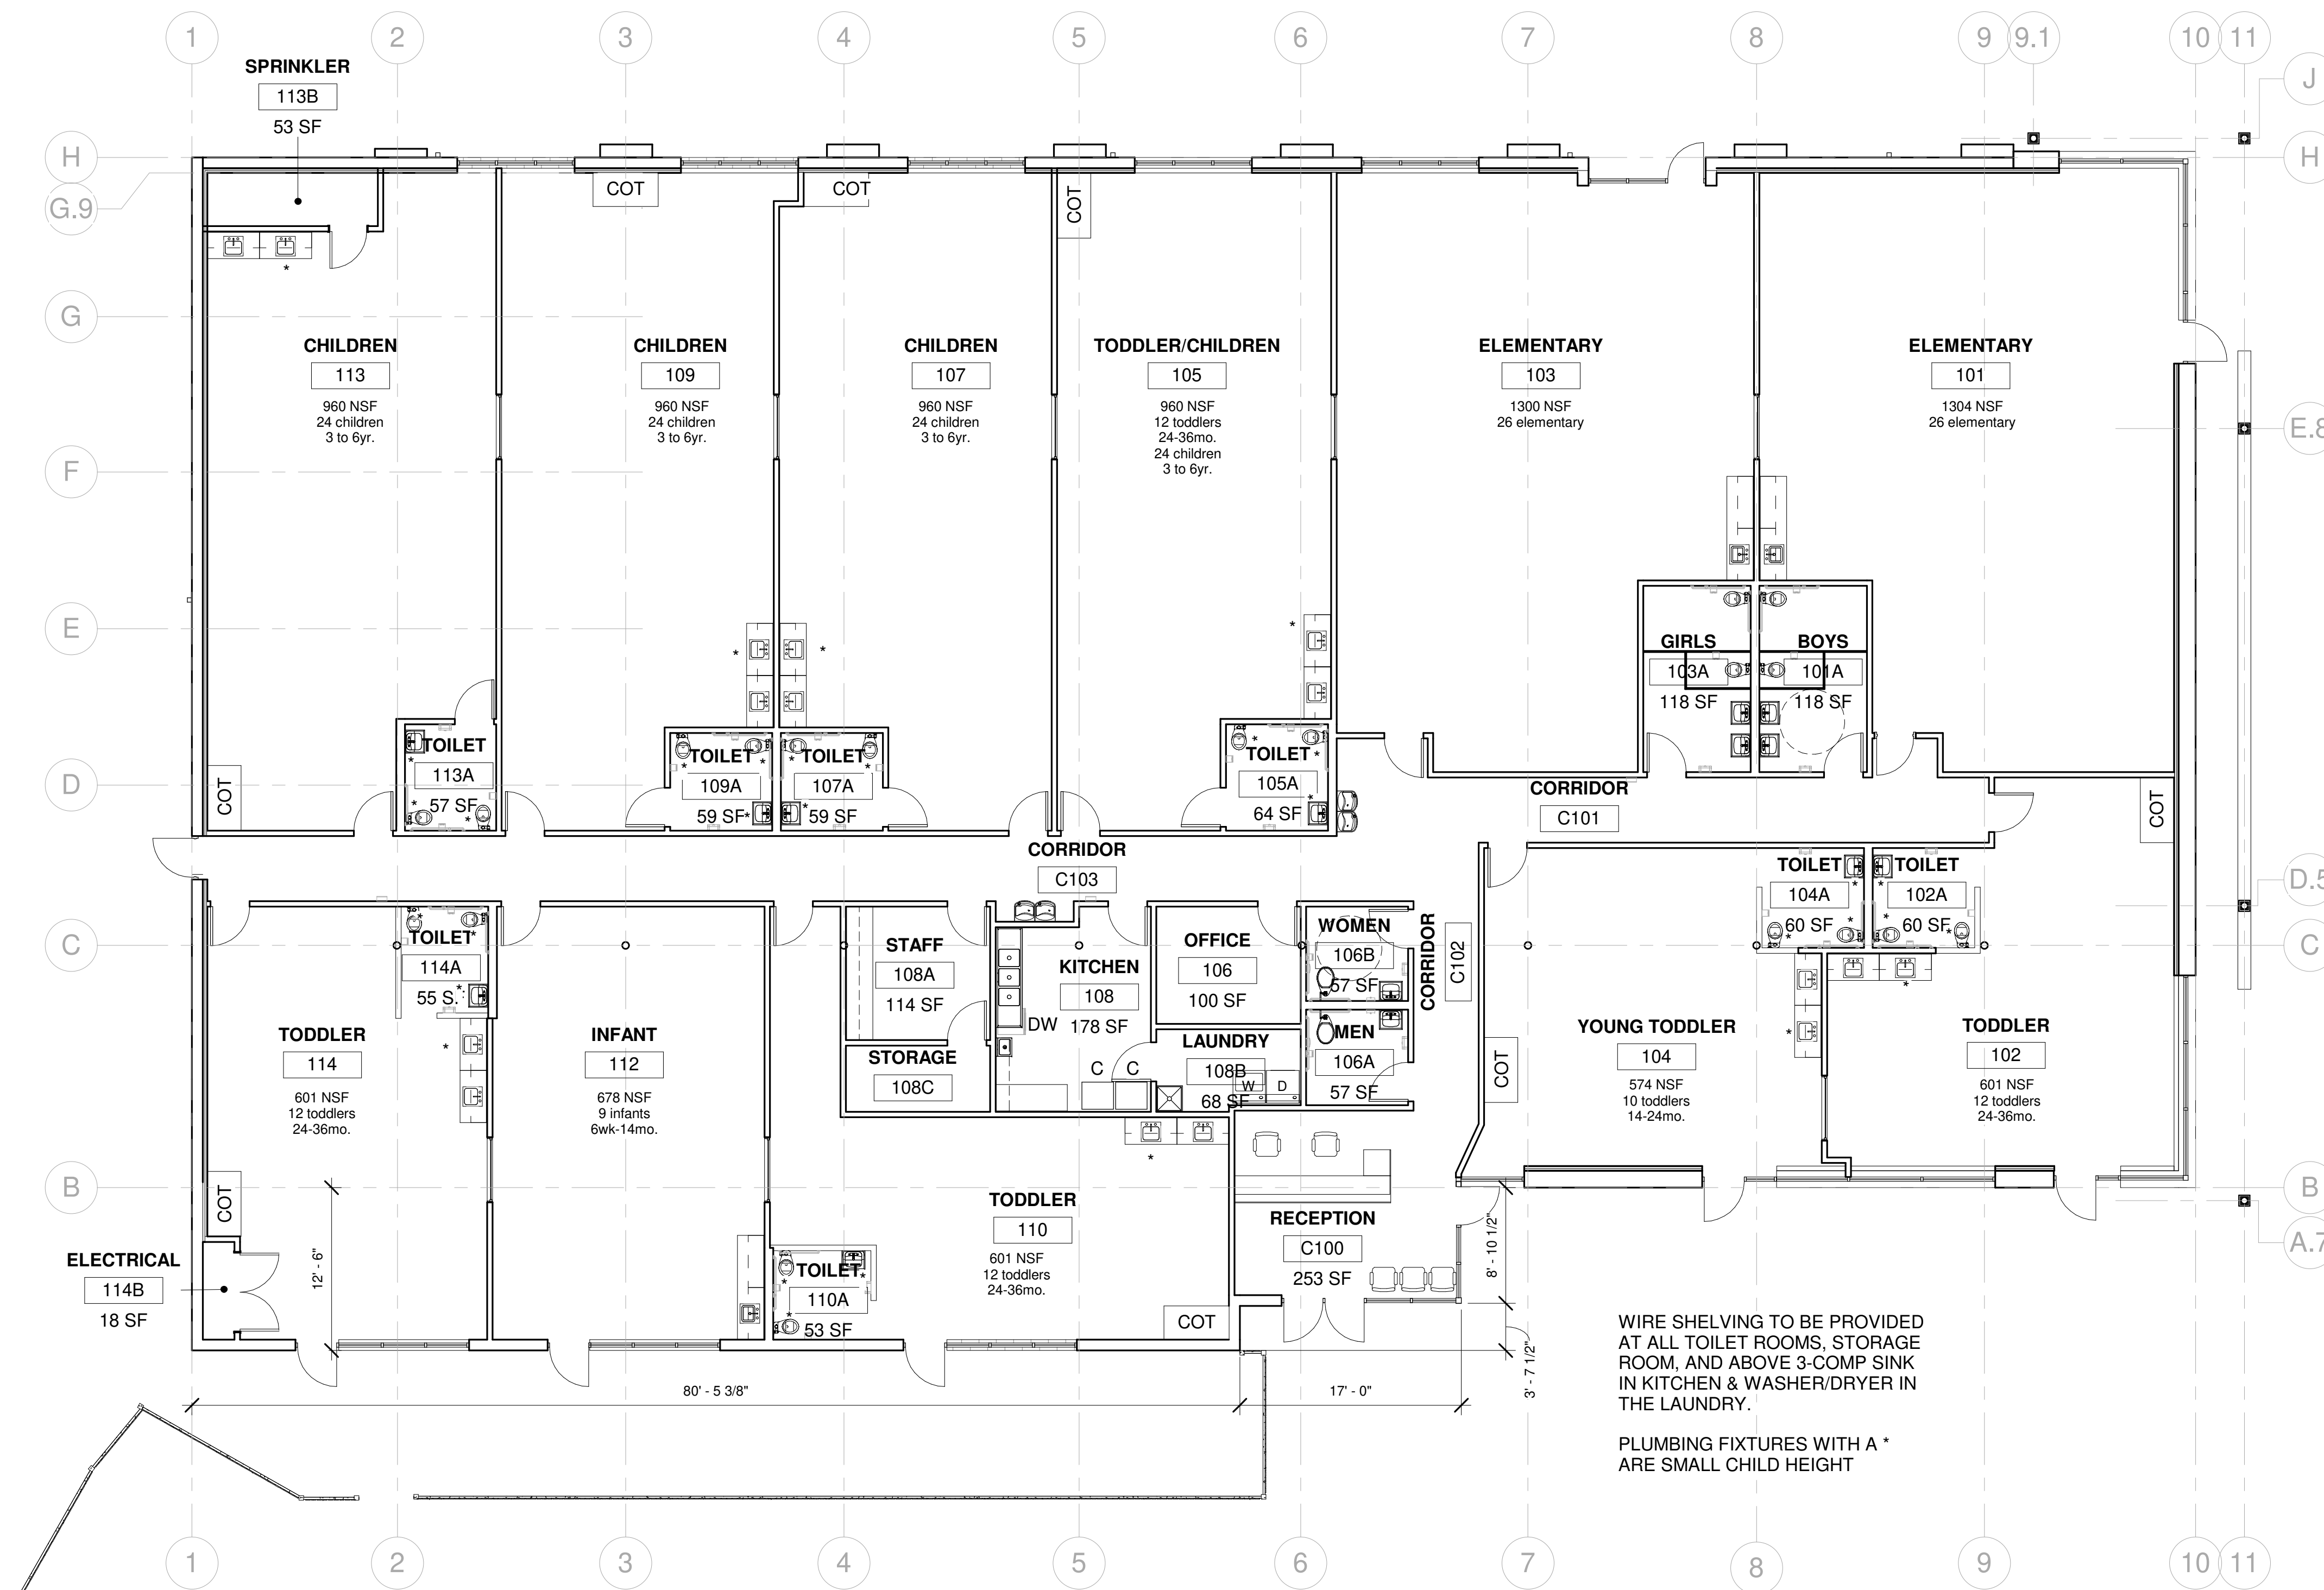 1 2 3 4 5 6 7 8 9 9.1 10 11
J
H
H
G.9
G
F
E
D
C
B
E.8
D.5
C
B
A.7
SPRINKLER
113B
53 SF
COT
COT
COT
CHILDREN
113
960 NSF
24 children
3 to 6yr.
CHILDREN
109
960 NSF
24 children
3 to 6yr.
CHILDREN
107
960 NSF
24 children
3 to 6yr.
TODDLER/CHILDREN
105
960 NSF
12 toddlers
24-36mo.
24 children
3 to 6yr.
ELEMENTARY
103
1300 NSF
26 elementary
ELEMENTARY
101
1304 NSF
26 elementary
GIRLS
103A
118 SF
BOYS
101A
118 SF
COT
TOILET
113A
57 SF
TOILET
109A
59 SF
TOILET
107A
59 SF
TOILET
105A
64 SF
CORRIDOR
C101
COT
CORRIDOR
C103
TOILET
104A
60 SF
TOILET
102A
60 SF
TOILET
114A
55 S.
STAFF
108A
114 SF
KITCHEN
108
178 SF
DW
C C
OFFICE
106
100 SF
WOMEN
106B
57 SF
CORRIDOR
C102
MEN
106A
57 SF
LAUNDRY
108B
68 SF
W D
STORAGE
108C
TODDLER
114
601 NSF
12 toddlers
24-36mo.
INFANT
112
678 NSF
9 infants
6wk-14mo.
COT
YOUNG TODDLER
104
574 NSF
10 toddlers
14-24mo.
TODDLER
102
601 NSF
12 toddlers
24-36mo.
COT
12' - 6"
ELECTRICAL
114B
18 SF
TODDLER
110
601 NSF
12 toddlers
24-36mo.
TOILET
110A
53 SF
COT
RECEPTION
C100
253 SF
8' - 10 1/2"
3' - 7 1/2"
80' - 5 3/8"
17' - 0"
WIRE SHELVING TO BE PROVIDED
AT ALL TOILET ROOMS, STORAGE
ROOM, AND ABOVE 3-COMP SINK
IN KITCHEN & WASHER/DRYER IN
THE LAUNDRY.
PLUMBING FIXTURES WITH A *
ARE SMALL CHILD HEIGHT
1 2 3 4 5 6 7 8 9 10 11